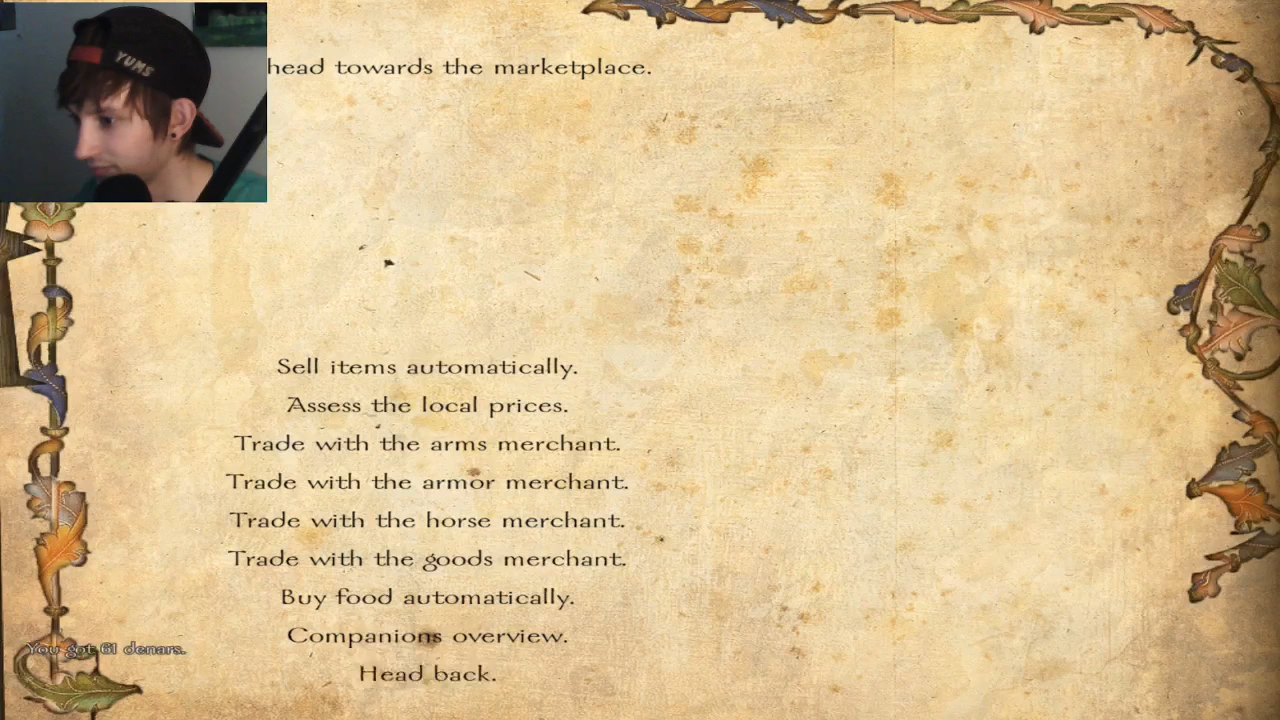 YUMS
head towards the marketplace.
Sell items automatically.
Assess the local prices.
Trade with the arms merchant.
Trade with the armor merchant.
Trade with the horse merchant.
Trade with the goods merchant.
Buy food automatically.
Companions overview.
Head back.
You got 61 denars.